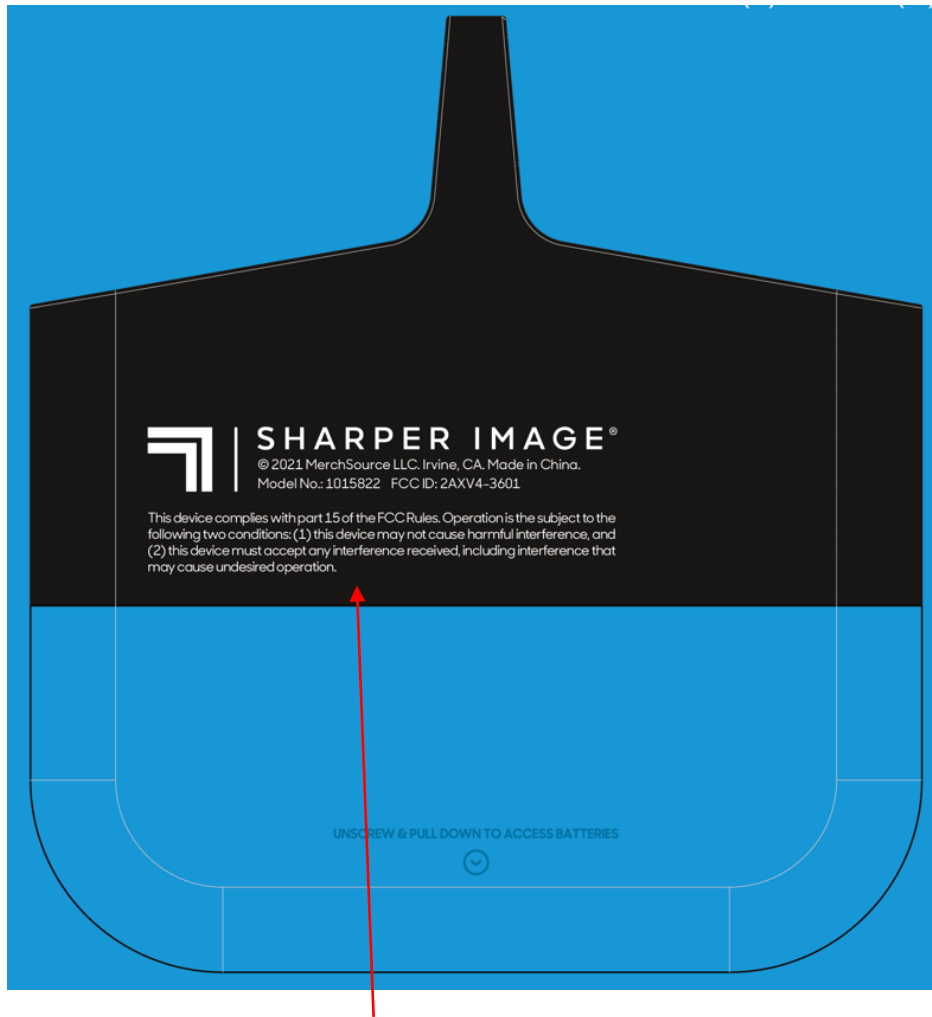 SHARPER IMAGE®
© 2021 MerchSource LLC. Irvine, CA. Made in China.
Model No.: 1015822 FCC ID: 2AXV4-3601
This device complies with part 15 of the FCC Rules. Operation is the subject to the
following two conditions: (1) this device may not cause harmful interference, and
(2) this device must accept any interference received, including interference that
may cause undesired operation.
UNSCREW & PULL DOWN TO ACCESS BATTERIES